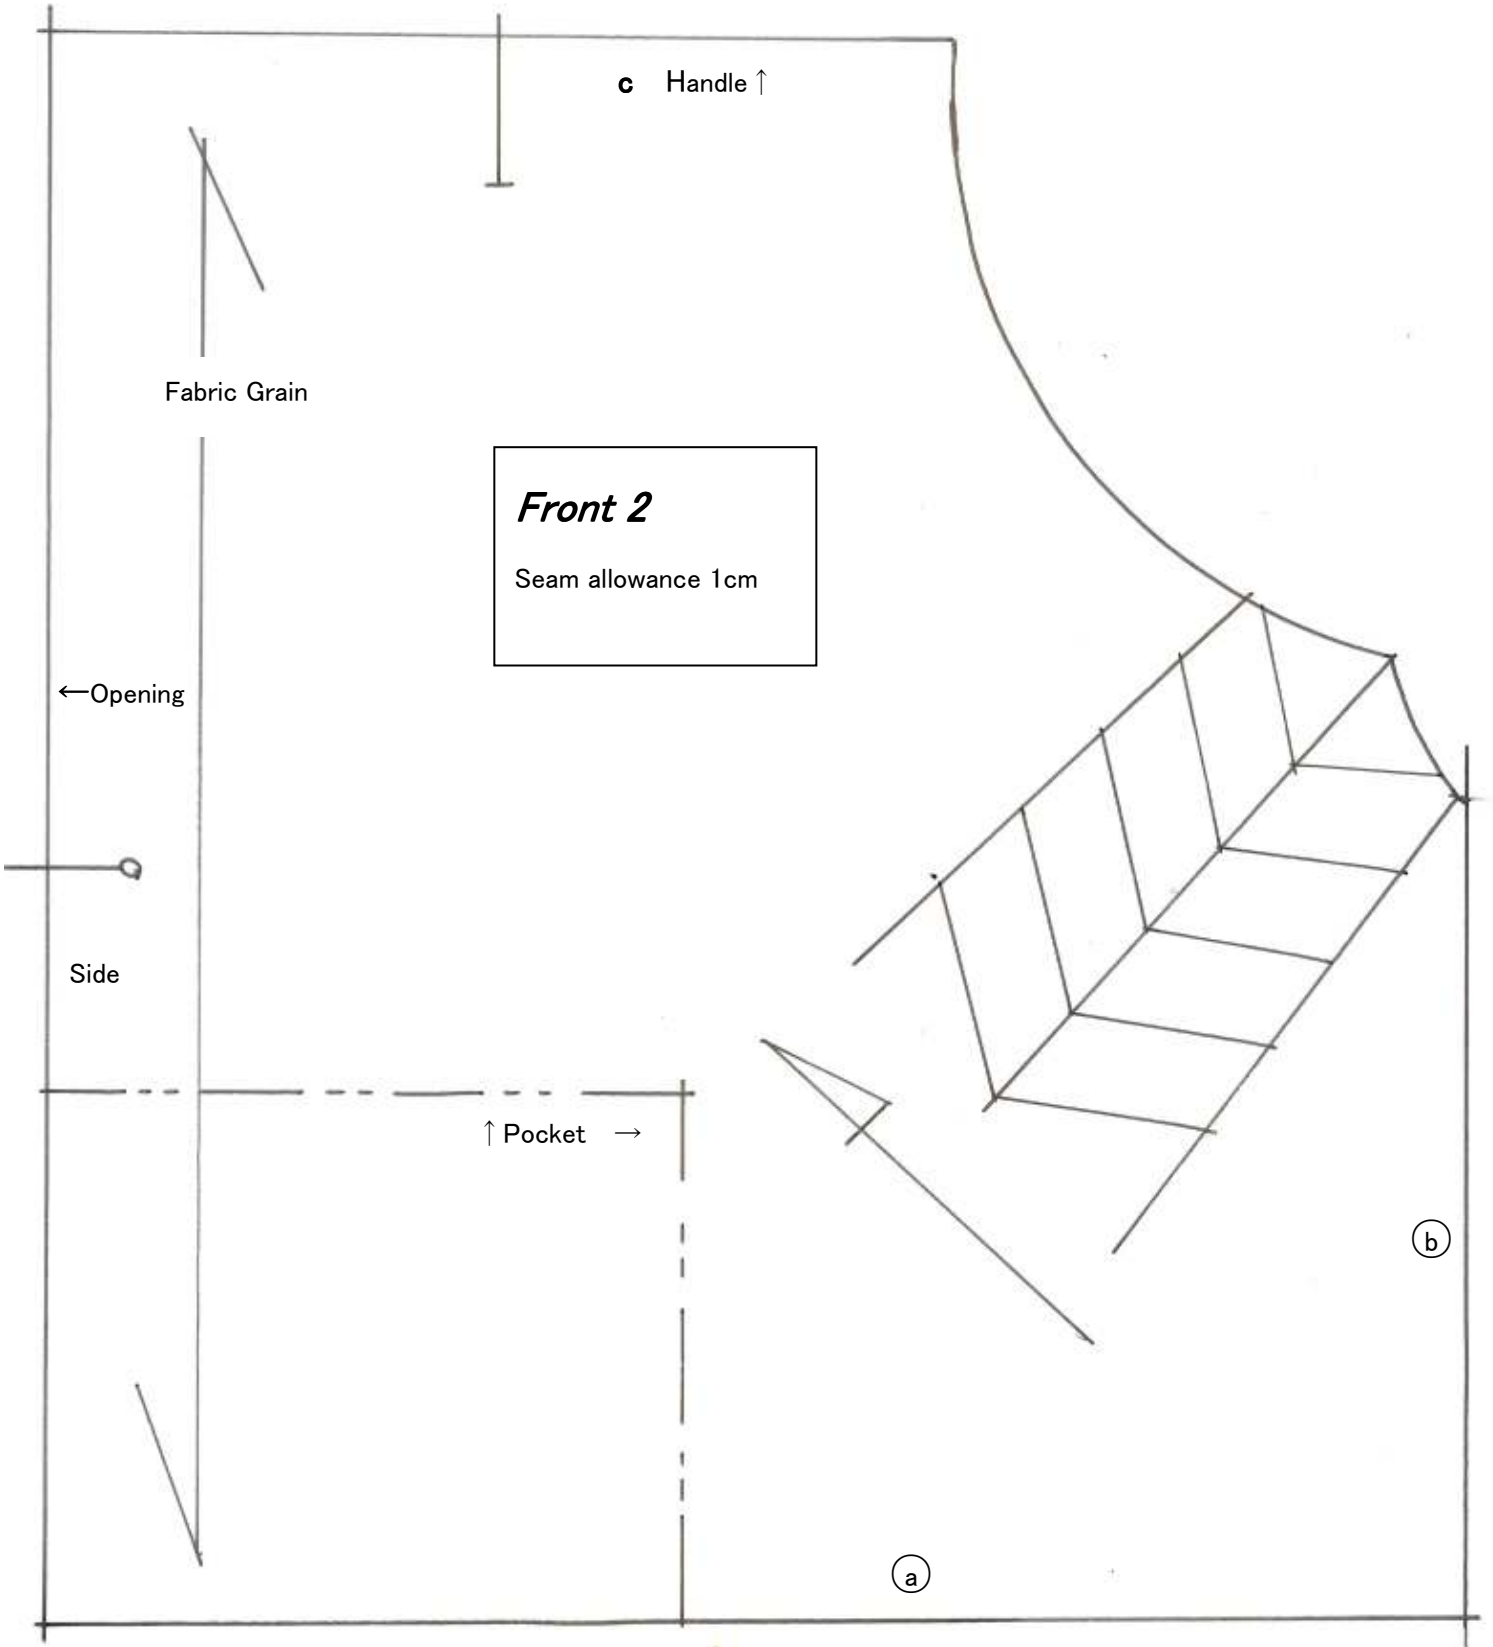 c Handle ↑
Fabric Grain
Front 2
Seam allowance 1cm
←Opening
Side
↑ Pocket →
b
a